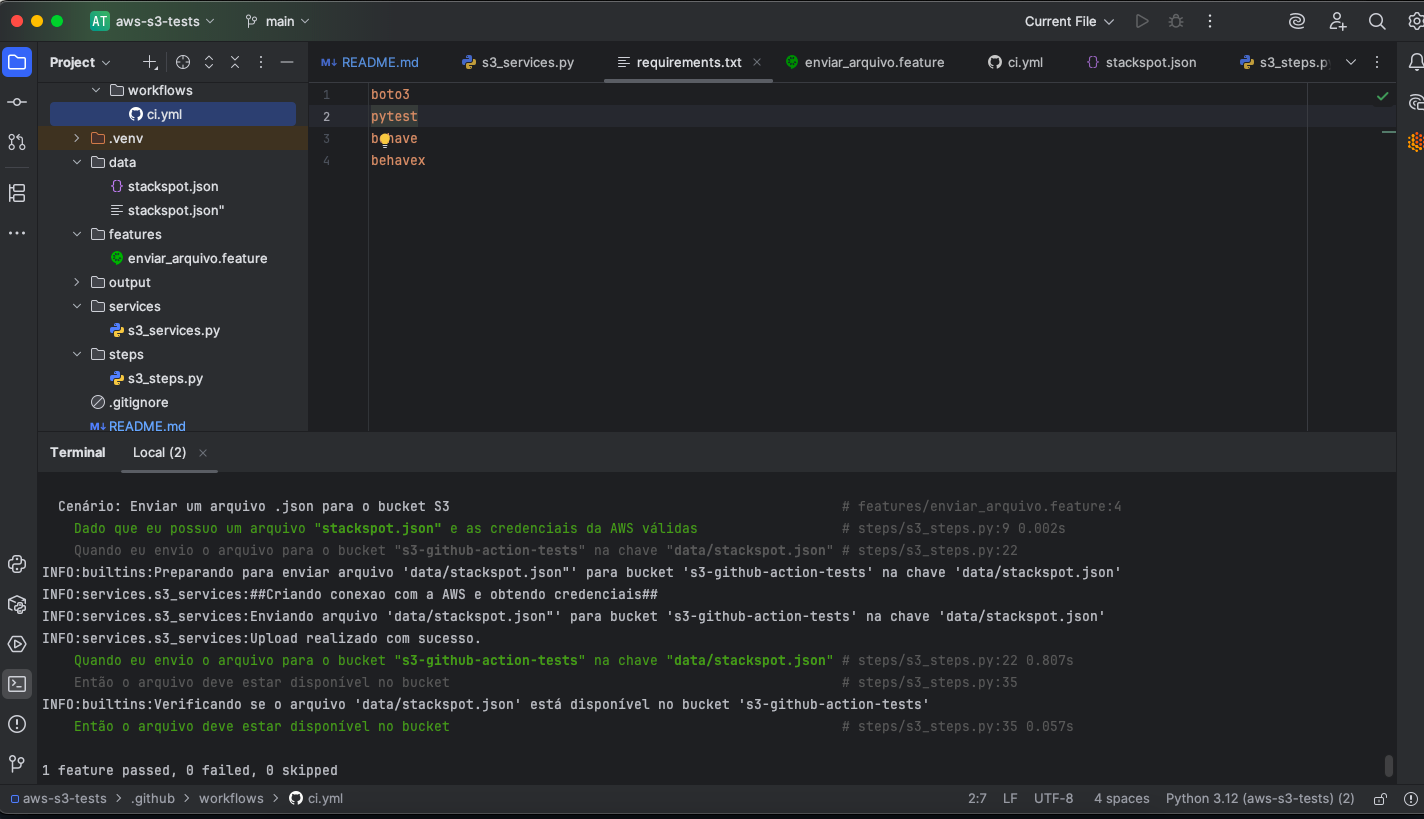 AT aws-s3-tests main Current File
Project
README.md s3_services.py requirements.txt enviar_arquivo.feature ci.yml stackspot.json s3_steps.py
workflows
ci.yml
.venv
data
stackspot.json
stackspot.json"
features
enviar_arquivo.feature
output
services
s3_services.py
steps
s3_steps.py
.gitignore
README.md
1 boto3
2 pytest
3 behave
4 behavex
Terminal Local (2)
Cenário: Enviar um arquivo .json para o bucket S3 # features/enviar_arquivo.feature:4
Dado que eu possuo um arquivo "stackspot.json" e as credenciais da AWS válidas # steps/s3_steps.py:9 0.002s
Quando eu envio o arquivo para o bucket "s3-github-action-tests" na chave "data/stackspot.json" # steps/s3_steps.py:22
INFO:builtins:Preparando para enviar arquivo 'data/stackspot.json"' para bucket 's3-github-action-tests' na chave 'data/stackspot.json'
INFO:services.s3_services:##Criando conexao com a AWS e obtendo credenciais##
INFO:services.s3_services:Enviando arquivo 'data/stackspot.json"' para bucket 's3-github-action-tests' na chave 'data/stackspot.json'
INFO:services.s3_services:Upload realizado com sucesso.
Quando eu envio o arquivo para o bucket "s3-github-action-tests" na chave "data/stackspot.json" # steps/s3_steps.py:22 0.807s
Então o arquivo deve estar disponível no bucket # steps/s3_steps.py:35
INFO:builtins:Verificando se o arquivo 'data/stackspot.json' está disponível no bucket 's3-github-action-tests'
Então o arquivo deve estar disponível no bucket # steps/s3_steps.py:35 0.057s
1 feature passed, 0 failed, 0 skipped
aws-s3-tests > .github > workflows > ci.yml 2:7 LF UTF-8 4 spaces Python 3.12 (aws-s3-tests) (2)